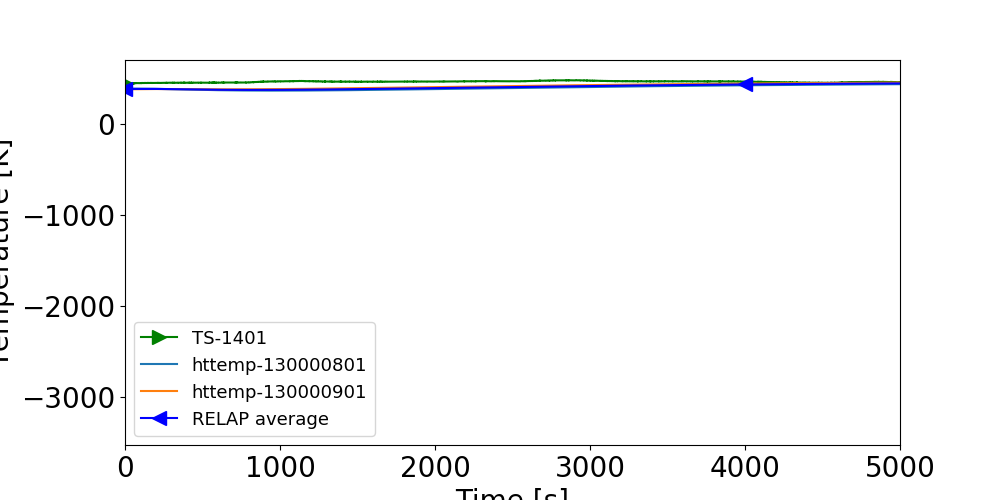 0
−1000
−2000
−3000
Temperature [K]
TS-1401
httemp-130000801
httemp-130000901
RELAP average
0 1000 2000 3000 4000 5000
Time [s]